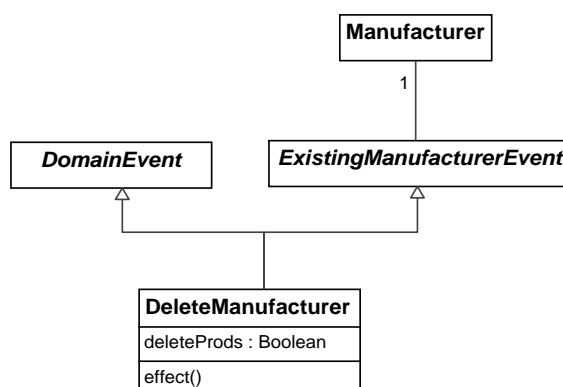 Manufacturer
1
DomainEvent
ExistingManufacturerEvent
DeleteManufacturer
deleteProds : Boolean
effect()